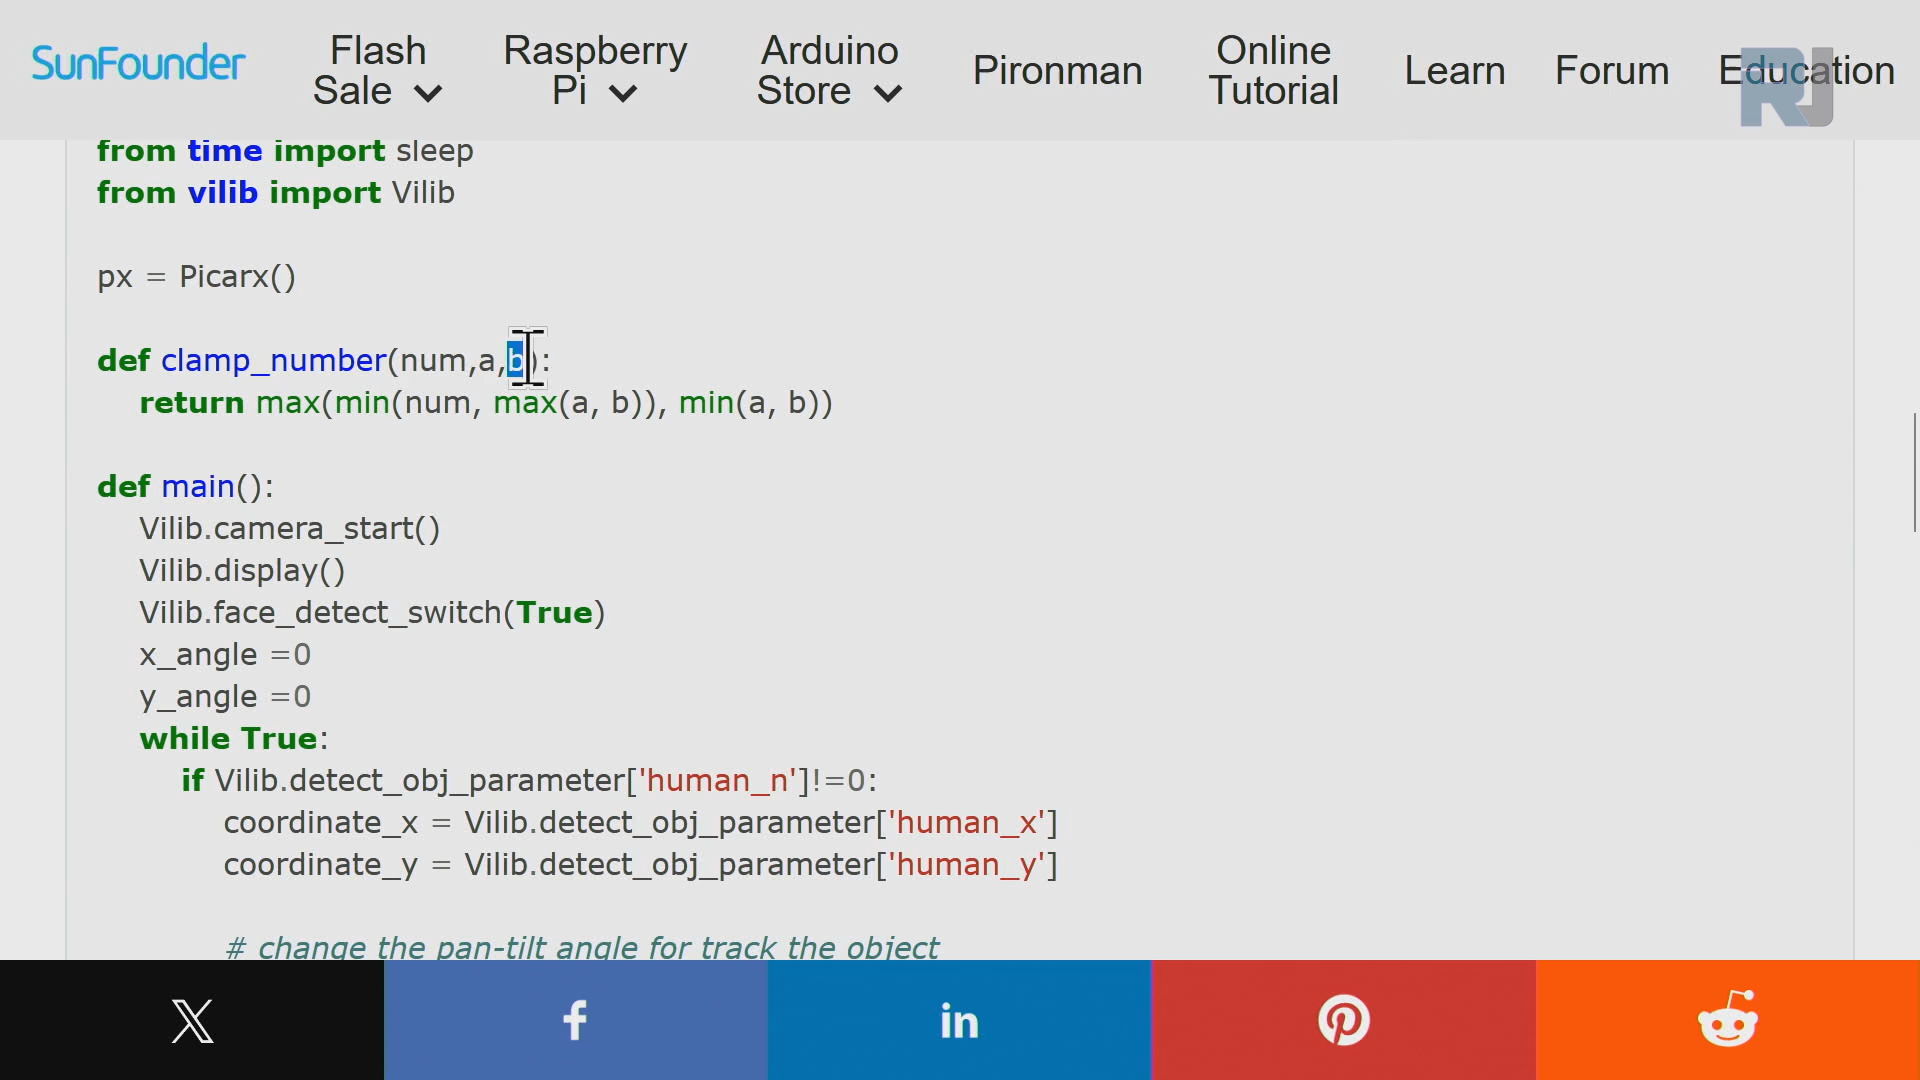 SunFounder
Flash Sale
Raspberry Pi
Arduino Store
Pironman
Online Tutorial
Learn
Forum
Education
RJ
from time import sleep
from vilib import Vilib
px = Picarx()
def clamp_number(num,a,b):
return max(min(num, max(a, b)), min(a, b))
def main():
Vilib.camera_start()
Vilib.display()
Vilib.face_detect_switch(True)
x_angle =0
y_angle =0
while True:
if Vilib.detect_obj_parameter['human_n']!=0:
coordinate_x = Vilib.detect_obj_parameter['human_x']
coordinate_y = Vilib.detect_obj_parameter['human_y']
# change the pan-tilt angle for track the object